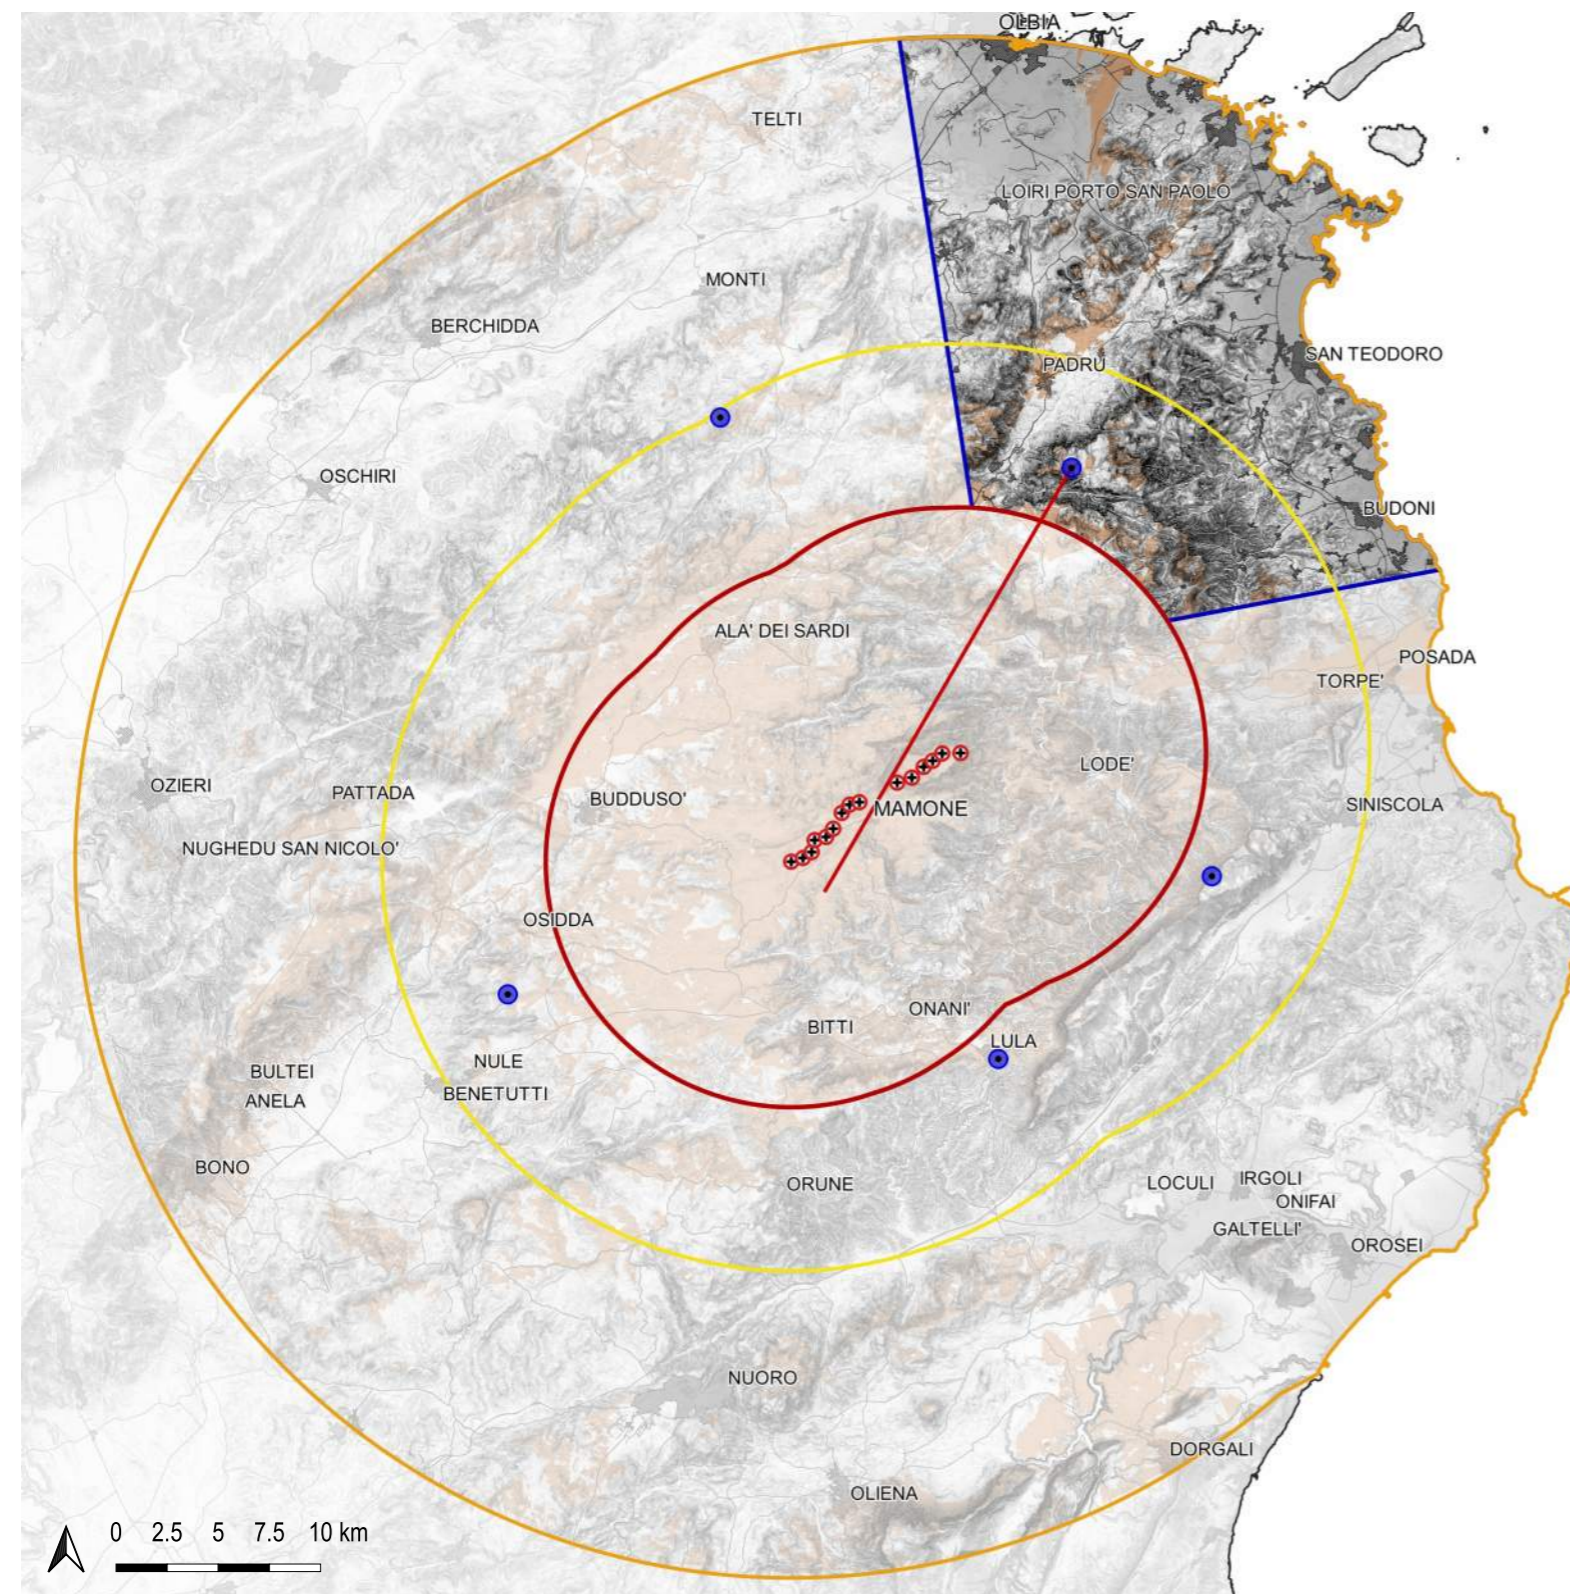 OLBIA
TELTI
LOIRI PORTO SAN PAOLO
MONTI
BERCHIDDA
SAN TEODORO
PADRU
OSCHIRI
BUDONI
ALA' DEI SARDI
POSADA
TORPE'
LODE'
OZIERI
PATTADA
BUDDUSO'
MAMONE
SINISCOLA
NUGHEDU SAN NICOLO'
OSIDDA
ONANI'
BITTI
LULA
NULE
BULTEI
BENETUTTI
ANELA
BONO
ORUNE
LOCULI
IRGOLI
ONIFAI
GALTELLI'
OROSEI
NUORO
DORGALI
OLIENA
0 2.5 5 7.5 10 km